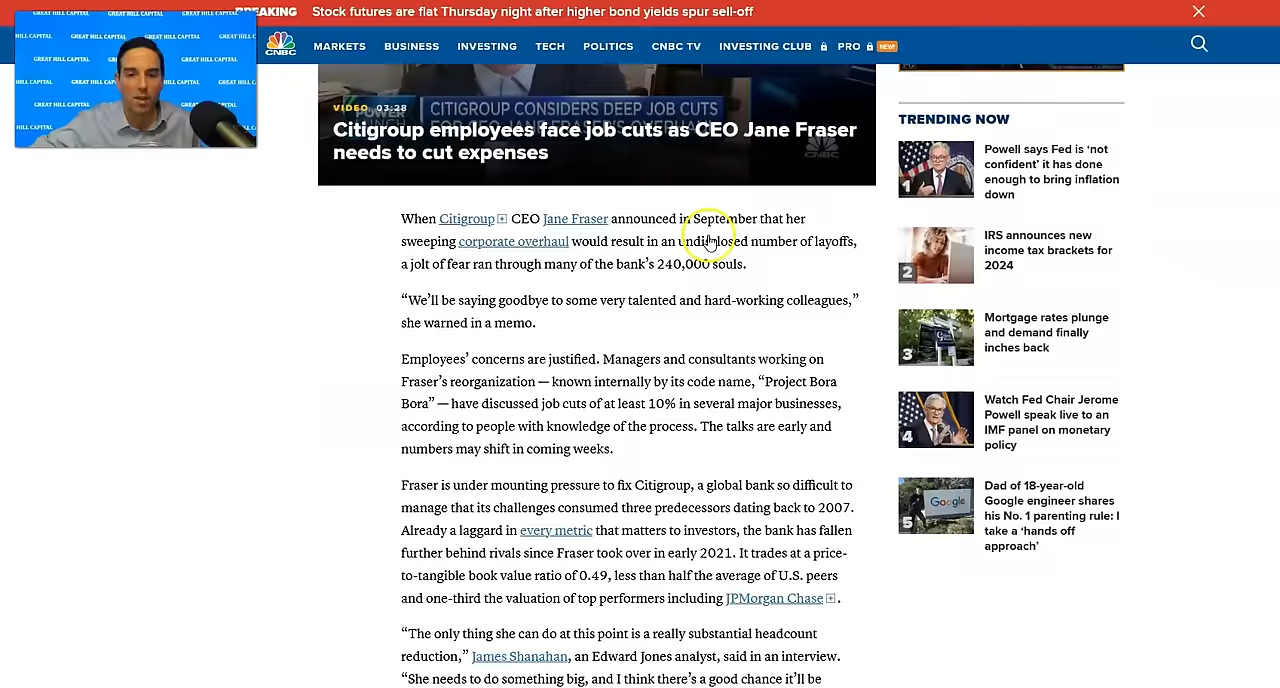 BREAKING Stock futures are flat Thursday night after higher bond yields spur sell-off
GREAT HILL CAPITAL GREAT HILL CAPITAL GREAT HILL CAPITAL
HILL CAPITAL GREAT HILL CAPITAL GREAT HILL C
GREAT HILL CAPITAL GREAT HILL CAPITAL
HILL CAPITAL GREAT HILL CAPITAL GREAT HILL C
GREAT HILL CAPITAL
HILL CAPITAL
CNBC
MARKETS BUSINESS INVESTING TECH POLITICS CNBC TV INVESTING CLUB PRO NEW!
VIDEO 03:28
CITIGROUP CONSIDERS DEEP JOB CUTS
Citigroup employees face job cuts as CEO Jane Fraser
needs to cut expenses
CNBC
When Citigroup CEO Jane Fraser announced in September that her
sweeping corporate overhaul would result in an undisclosed number of layoffs,
a jolt of fear ran through many of the bank's 240,000 souls.
“We'll be saying goodbye to some very talented and hard-working colleagues,”
she warned in a memo.
Employees' concerns are justified. Managers and consultants working on
Fraser's reorganization — known internally by its code name, “Project Bora
Bora” — have discussed job cuts of at least 10% in several major businesses,
according to people with knowledge of the process. The talks are early and
numbers may shift in coming weeks.
Fraser is under mounting pressure to fix Citigroup, a global bank so difficult to
manage that its challenges consumed three predecessors dating back to 2007.
Already a laggard in every metric that matters to investors, the bank has fallen
further behind rivals since Fraser took over in early 2021. It trades at a price-
to-tangible book value ratio of 0.49, less than half the average of U.S. peers
and one-third the valuation of top performers including JPMorgan Chase.
“The only thing she can do at this point is a really substantial headcount
reduction,” James Shanahan, an Edward Jones analyst, said in an interview.
“She needs to do something big, and I think there's a good chance it'll be
TRENDING NOW
1
Powell says Fed is ‘not
confident’ it has done
enough to bring inflation
down
2
IRS announces new
income tax brackets for
2024
3
Mortgage rates plunge
and demand finally
inches back
4
Watch Fed Chair Jerome
Powell speak live to an
IMF panel on monetary
policy
5
Google
Dad of 18-year-old
Google engineer shares
his No. 1 parenting rule: I
take a ‘hands off
approach’